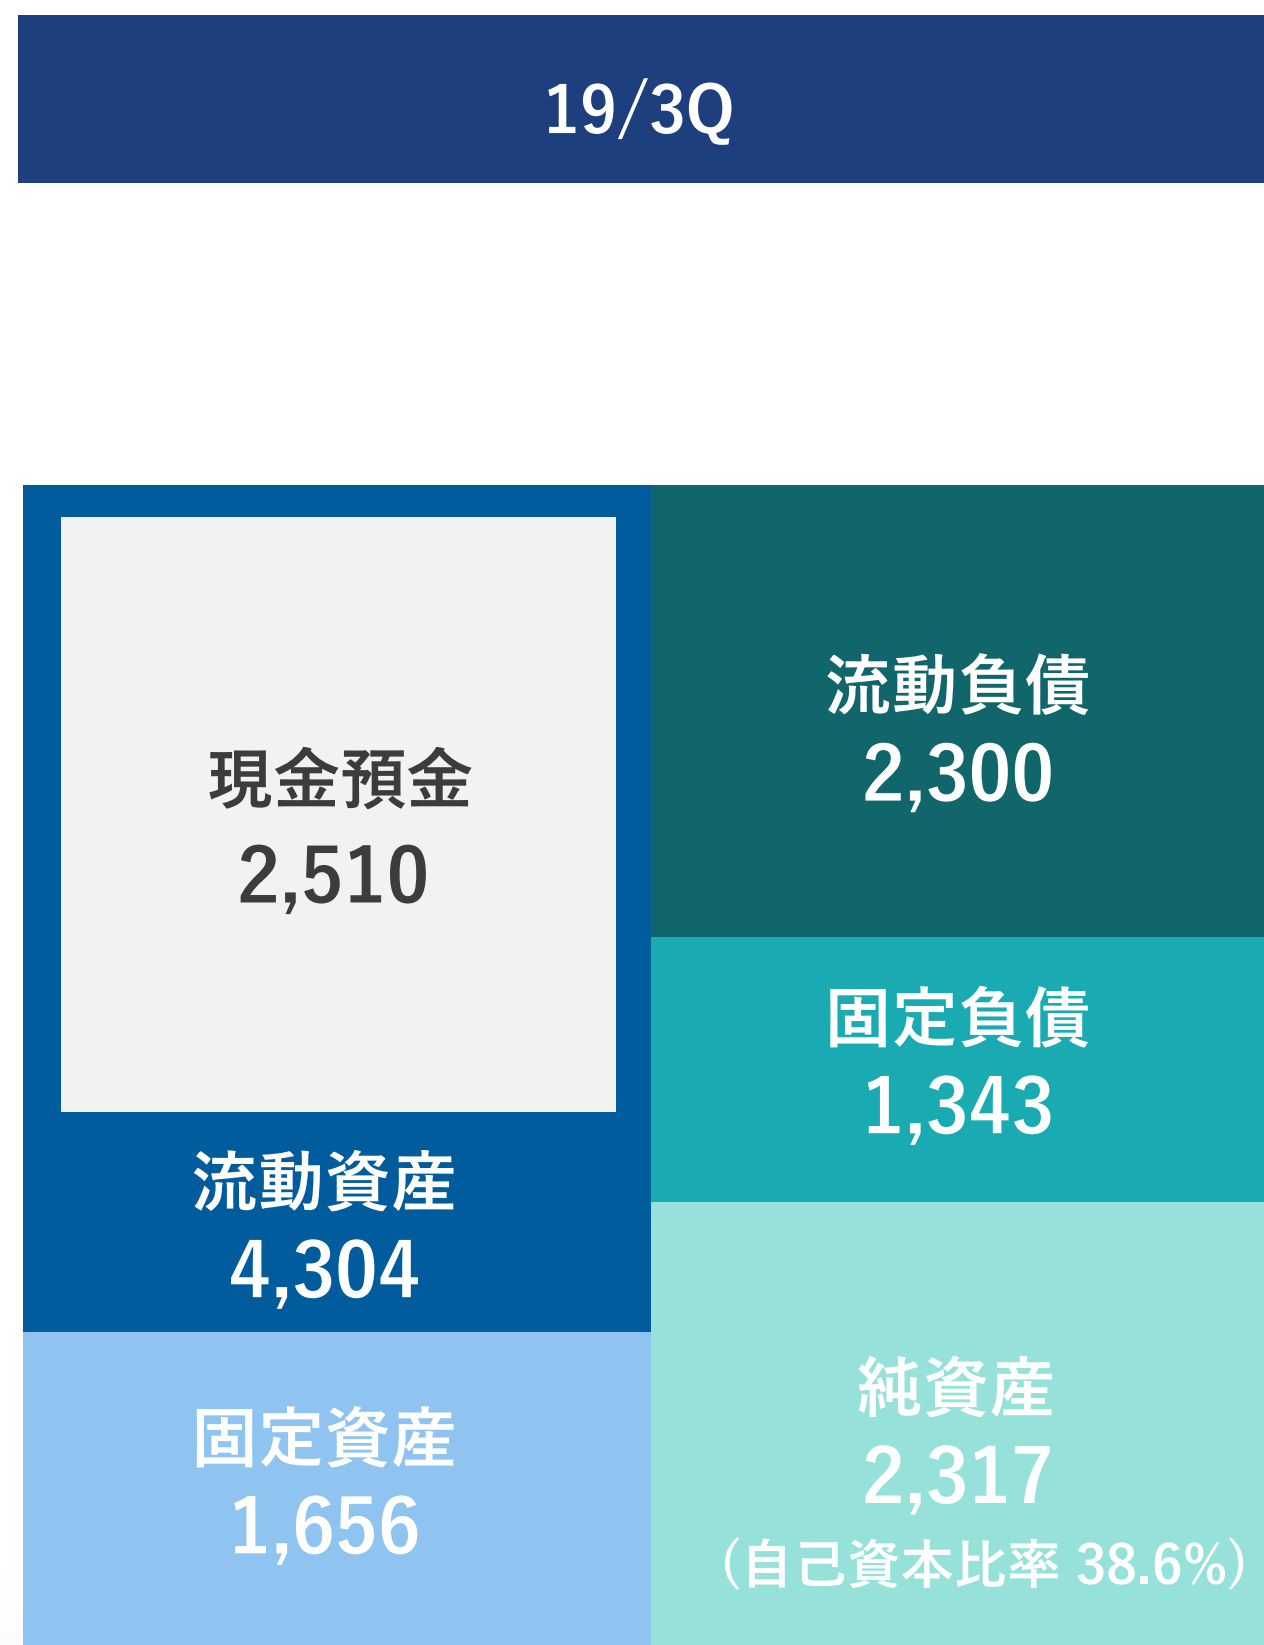 19/3Q
現金預金
2,510
流動資産
4,304
固定資産
1,656
流動負債
2,300
固定負債
1,343
純資産
2,317
（自己資本比率 38.6%）